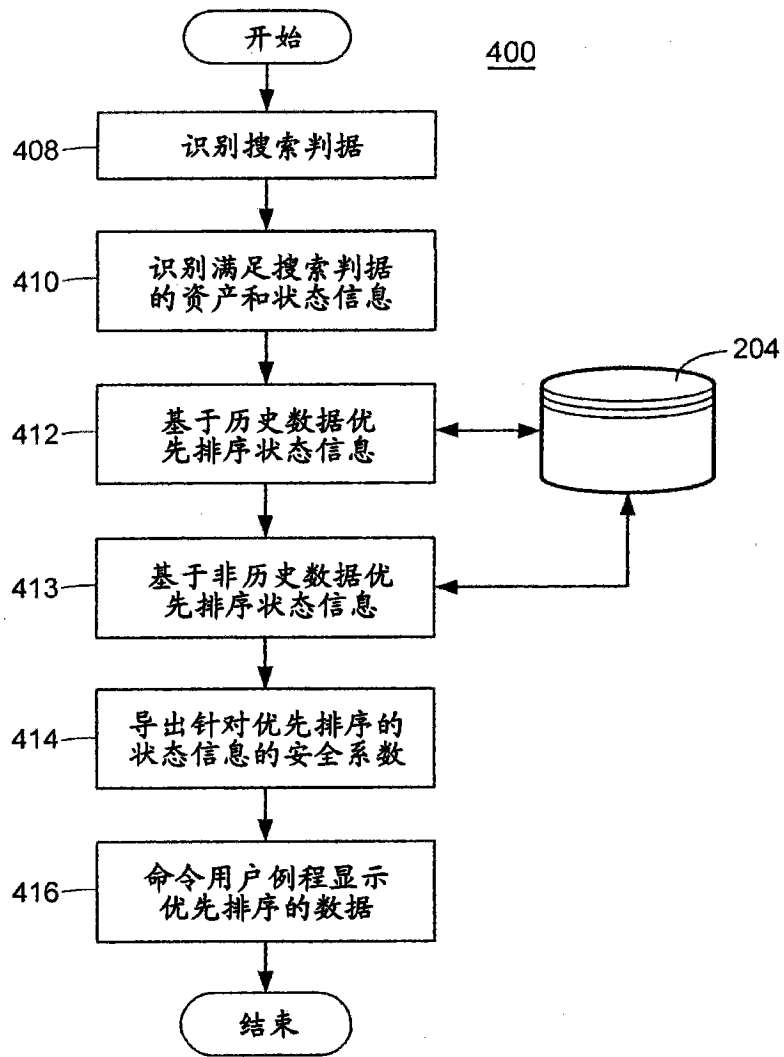 开始
400
408
识别搜索判据
410
识别满足搜索判据
的资产和状态信息
204
412
基于历史数据优
先排序状态信息
413
基于非历史数据优
先排序状态信息
414
导出针对优先排序的
状态信息的安全系数
416
命令用户例程显示
优先排序的数据
结束